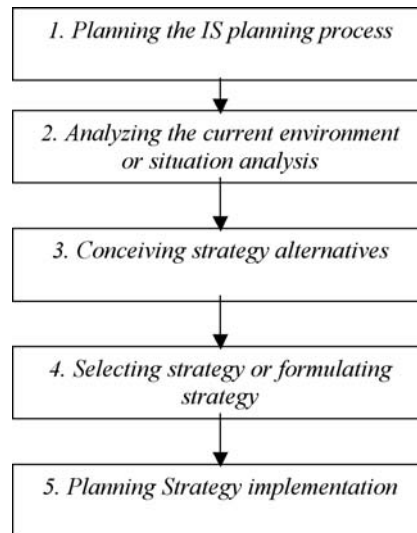 1. Planning the IS planning process
2. Analyzing the current environment
or situation analysis
3. Conceiving strategy alternatives
4. Selecting strategy or formulating
strategy
5. Planning Strategy implementation